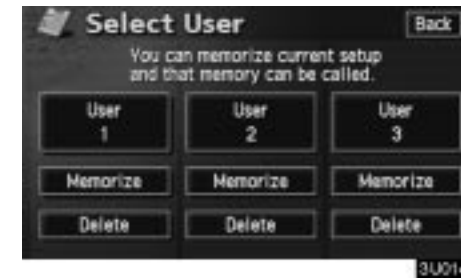 Select User
Back
You can memorize current setup
and that memory can be called.
User
1
User
2
User
3
Memorize
Memorize
Memorize
Delete
Delete
Delete